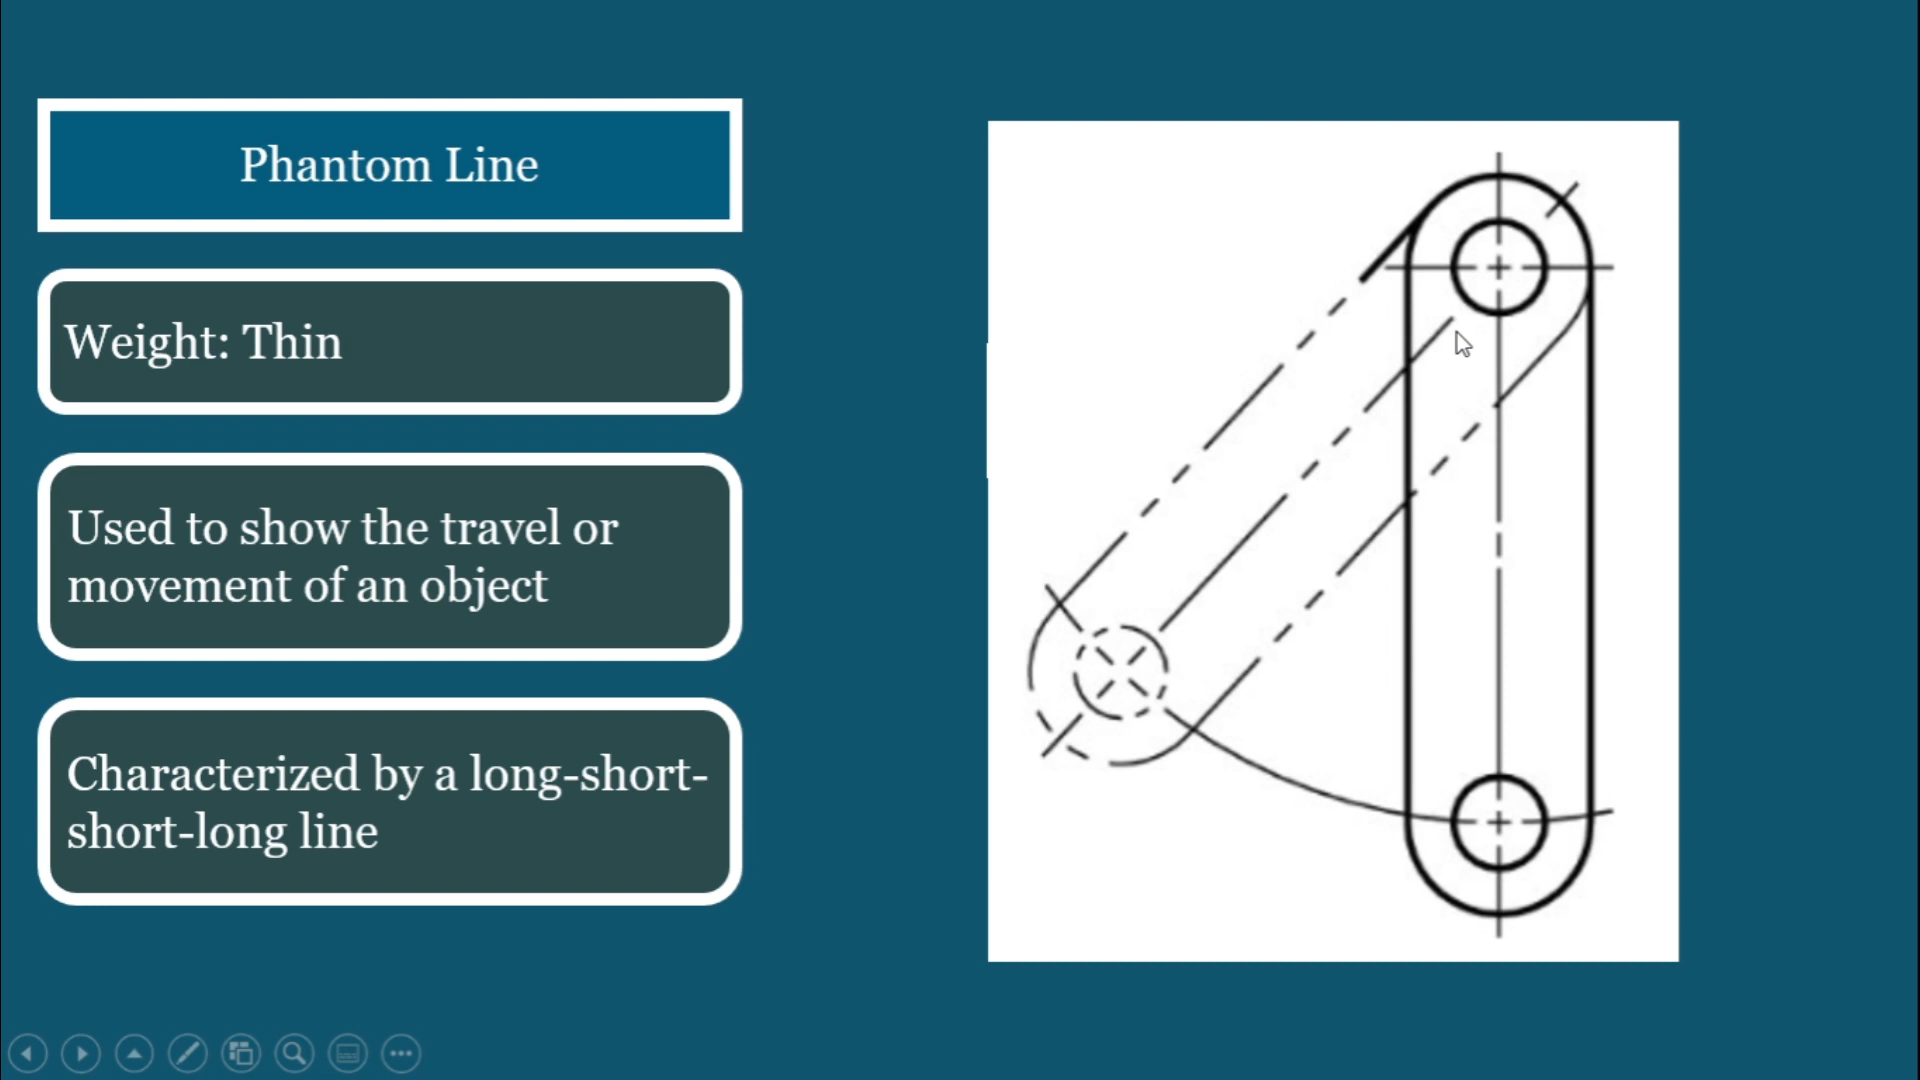 Phantom Line
Weight: Thin
Used to show the travel or
movement of an object
Characterized by a long-short-
short-long line